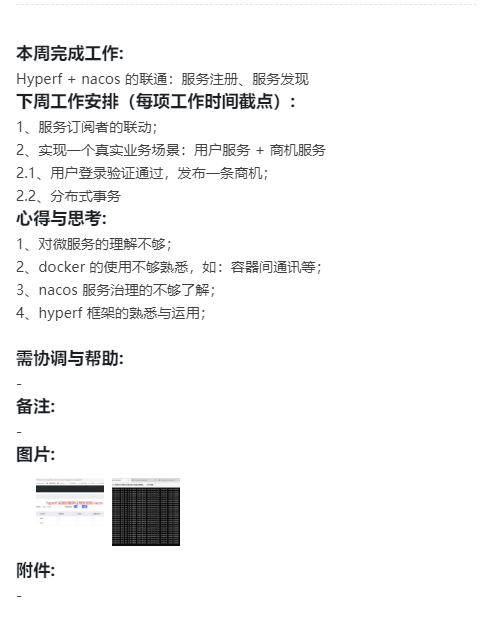 本周完成工作:
Hyperf + nacos 的联通：服务注册、服务发现
下周工作安排（每项工作时间截点）:
1、服务订阅者的联动；
2、实现一个真实业务场景：用户服务 + 商机服务
2.1、用户登录验证通过，发布一条商机；
2.2、分布式事务
心得与思考:
1、对微服务的理解不够；
2、docker 的使用不够熟悉，如：容器间通讯等；
3、nacos 服务治理的不够了解；
4、hyperf 框架的熟悉与运用；
需协调与帮助:
-
备注:
-
图片:
附件:
-